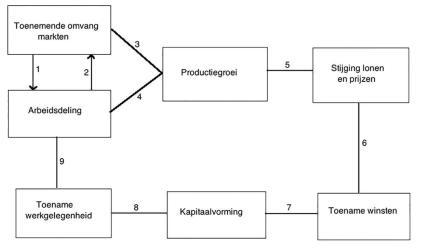 Toenemende omvang
markten
3
1
2
Productiegroei
5
Stijging lonen
en prijzen
4
Arbeidsdeling
9
6
Toename
werkgelegenheid
8
Kapitaalvorming
7
Toename winsten